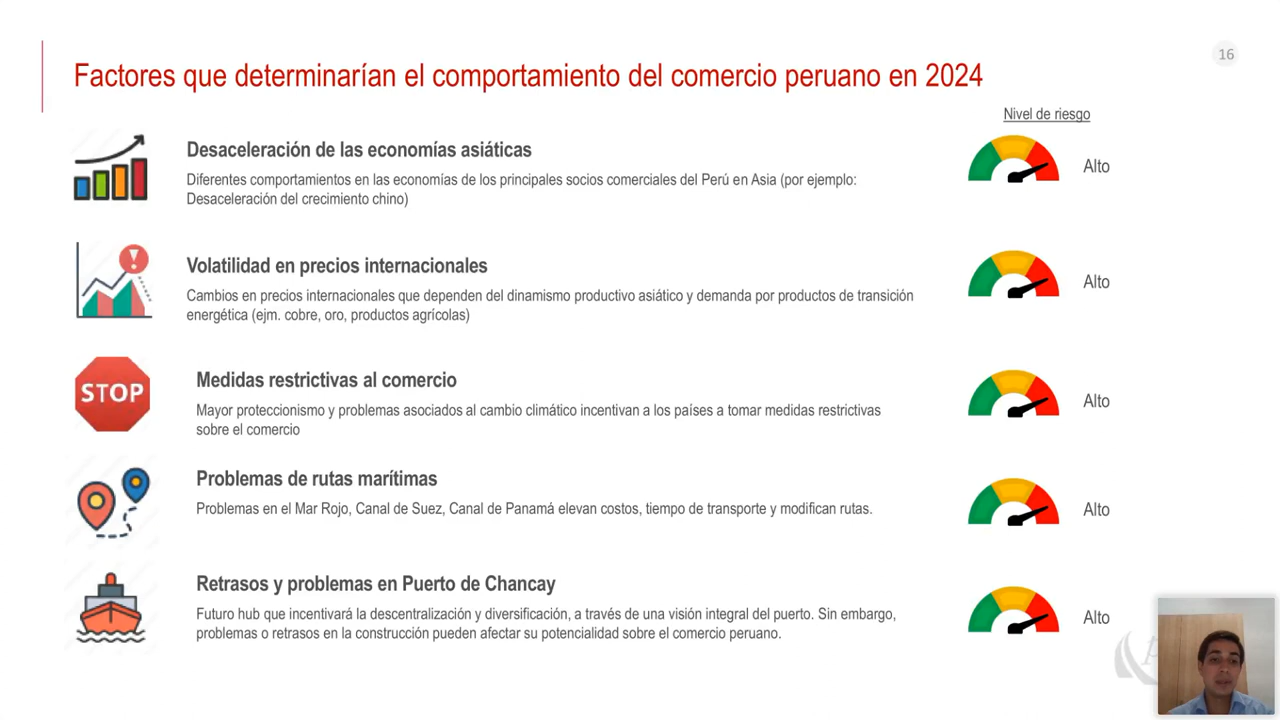 16
Factores que determinarían el comportamiento del comercio peruano en 2024
Nivel de riesgo
Desaceleración de las economías asiáticas
Diferentes comportamientos en las economías de los principales socios comerciales del Perú en Asia (por ejemplo:
Desaceleración del crecimiento chino)
Alto
Volatilidad en precios internacionales
Cambios en precios internacionales que dependen del dinamismo productivo asiático y demanda por productos de transición
energética (ejm. cobre, oro, productos agrícolas)
Alto
STOP
Medidas restrictivas al comercio
Mayor proteccionismo y problemas asociados al cambio climático incentivan a los países a tomar medidas restrictivas
sobre el comercio
Alto
Problemas de rutas marítimas
Problemas en el Mar Rojo, Canal de Suez, Canal de Panamá elevan costos, tiempo de transporte y modifican rutas.
Alto
Retrasos y problemas en Puerto de Chancay
Futuro hub que incentivará la descentralización y diversificación, a través de una visión integral del puerto. Sin embargo,
problemas o retrasos en la construcción pueden afectar su potencialidad sobre el comercio peruano.
Alto